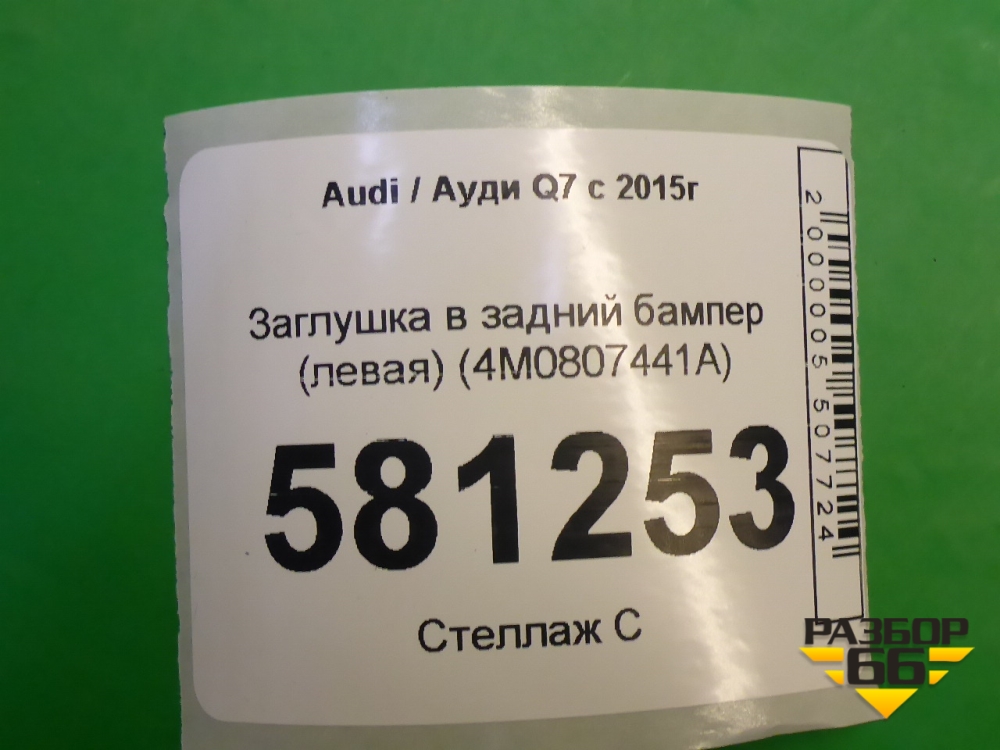 Audi / Ауди Q7 с 2015г
Заглушка в задний бампер
(левая) (4M0807441A)
581253
Стеллаж С
2000005507724
РАЗБОР
66